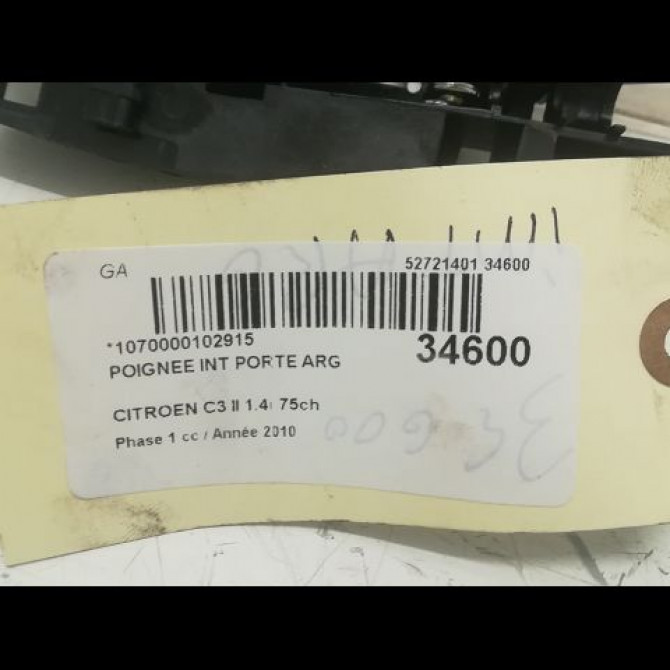 GA
52721401 34600
*1070000102915
34600
POIGNEE INT PORTE ARG
CITROEN C3 II 1.4i 75ch
Phase 1 cc / Année 2010